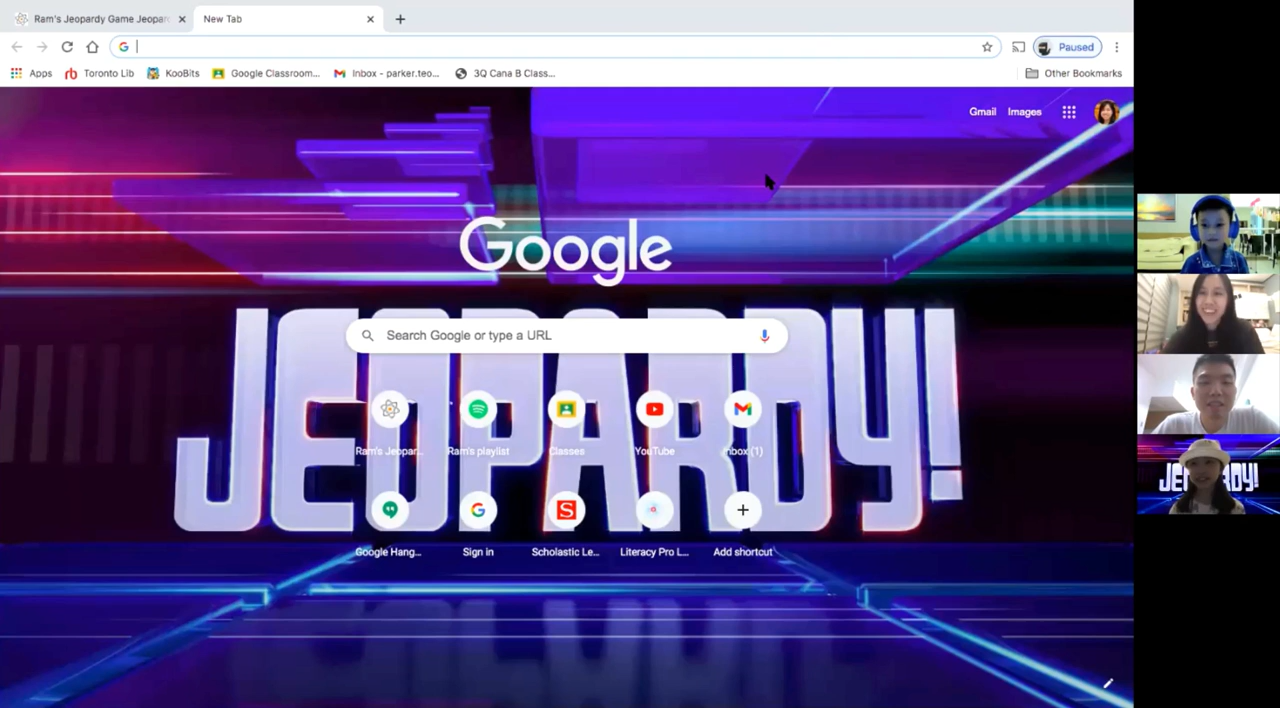 Ram's Jeopardy Game Jeopar
New Tab
Paused
Apps
Toronto Lib
KooBits
Google Classroom...
Inbox - parker.teo...
3Q Cana B Class...
Other Bookmarks
Gmail
Images
Google
JEOPARDY!
Search Google or type a URL
Ram's Jeopar...
Ram's playlist
Classes
YouTube
Inbox (1)
Google Hang...
Sign in
Scholastic Le...
Literacy Pro L...
Add shortcut
JEOPARDY!